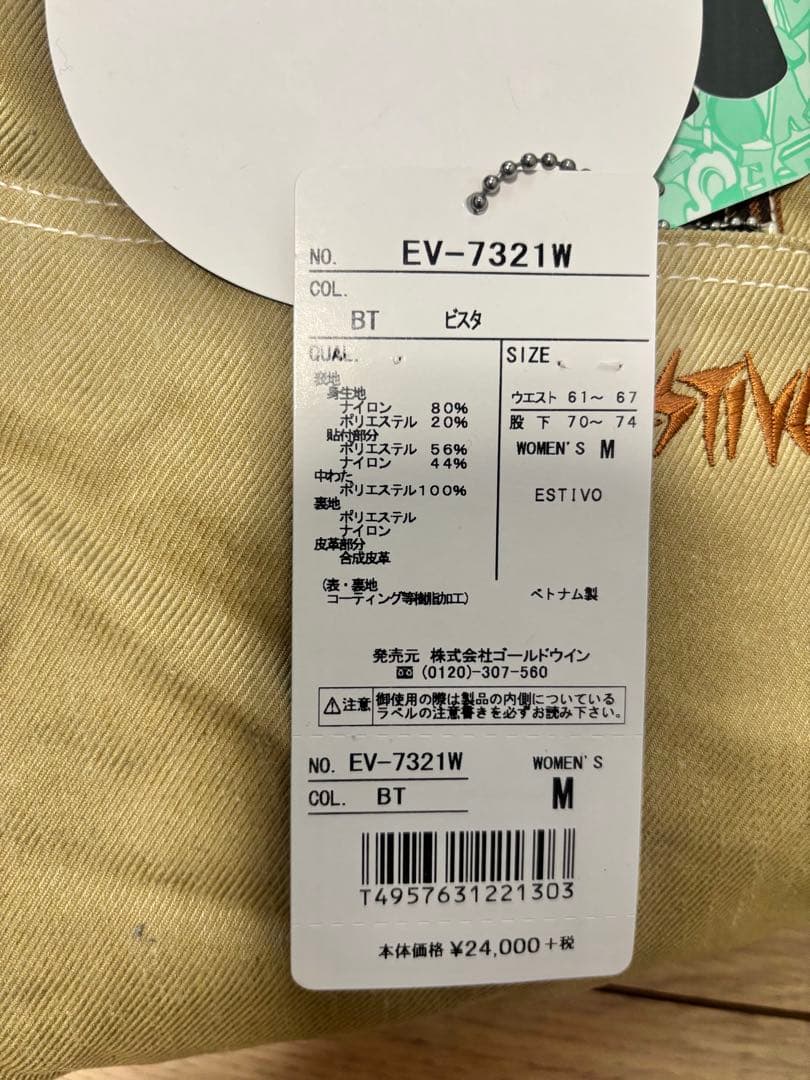 NO. EV-7321W
COL.
BT ビスタ
QUAL.
表地
身生地
ナイロン 80%
ポリエステル 20%
貼付部分
ポリエステル 56%
ナイロン 44%
中わた
ポリエステル100%
裏地
ポリエステル
ナイロン
皮革部分
合成皮革
(表・裏地
コーティング等樹脂加工)
SIZE
ウエスト 61～ 67
股 下 70～ 74
WOMEN'S M
ESTIVO
ベトナム製
発売元 株式会社ゴールドウイン
(0120)-307-560
注意 御使用の際は製品の内側についている
ラベルの注意書きを必ずお読み下さい。
NO. EV-7321W
COL. BT
WOMEN'S
M
T4957631221303
本体価格 ¥24,000+税
STIVO